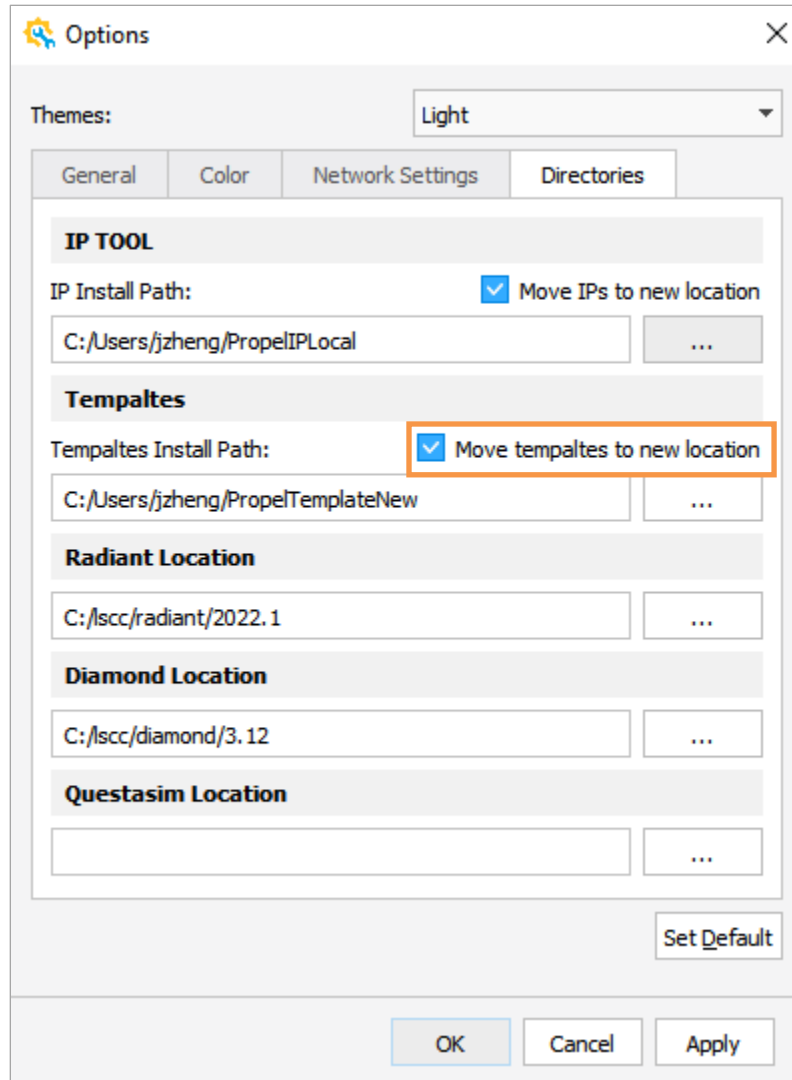 Options
Themes:
Light
General
Color
Network Settings
Directories
IP TOOL
IP Install Path:
Move IPs to new location
C:/Users/jzheng/PropelIPLocal
...
Tempaltes
Tempaltes Install Path:
Move tempaltes to new location
C:/Users/jzheng/PropelTemplateNew
...
Radiant Location
C:/lscc/radiant/2022.1
...
Diamond Location
C:/lscc/diamond/3.12
...
Questasim Location
...
Set Default
OK
Cancel
Apply